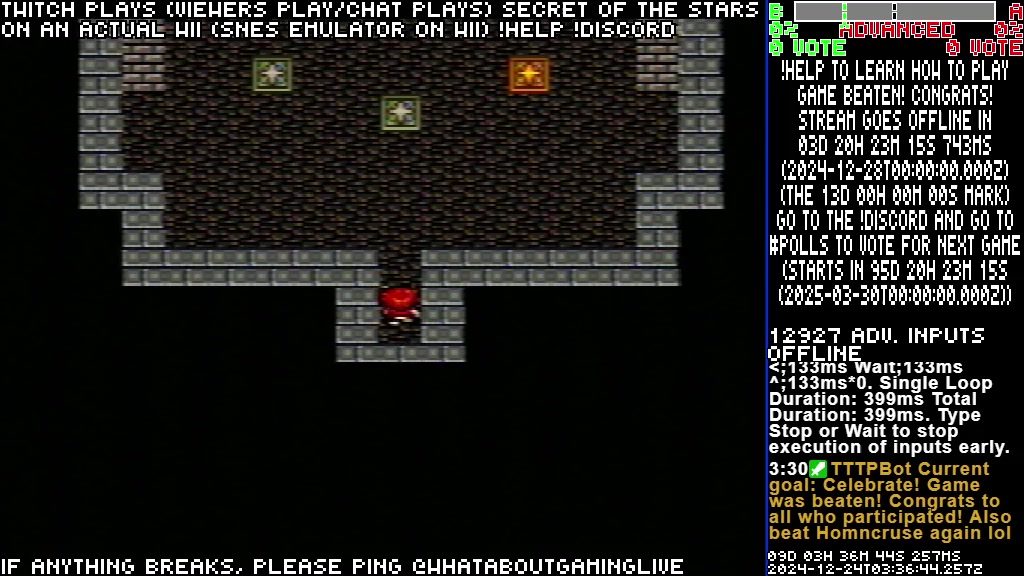 TWITCH PLAYS (VIEWERS PLAY/CHAT PLAYS) SECRET OF THE STARS
ON AN ACTUAL WII (SNES EMULATOR ON WII) !HELP !DISCORD
B A
0% ADVANCED 0%
0 VOTE 0 VOTE
!HELP TO LEARN HOW TO PLAY
GAME BEATEN! CONGRATS!
STREAM GOES OFFLINE IN
03D 20H 23M 15S 743MS
(2024-12-28T00:00:00.000Z)
(THE 13D 00H 00M 00S MARK)
GO TO THE !DISCORD AND GO TO
#POLLS TO VOTE FOR NEXT GAME
(STARTS IN 95D 20H 23M 15S
(2025-03-30T00:00:00.000Z))
12927 ADV. INPUTS
OFFLINE
<;133ms Wait;133ms
^;133ms*0. Single Loop
Duration: 399ms Total
Duration: 399ms. Type
Stop or Wait to stop
execution of inputs early.
3:30 TTTPBot Current
goal: Celebrate! Game
was beaten! Congrats to
all who participated! Also
beat Homncruse again lol
09D 03H 36M 44S 257MS
2024-12-24T03:36:44.257Z
IF ANYTHING BREAKS, PLEASE PING @WHATABOUTGAMINGLIVE